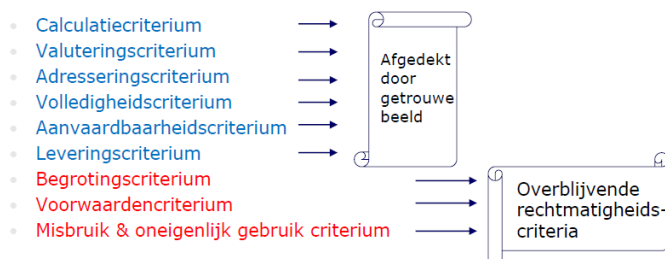 Calculatiecriterium
Valuteringscriterium
Adresseringscriterium
Volledigheidscriterium
Aanvaardbaarheidscriterium
Leveringscriterium
Begrotingscriterium
Voorwaardencriterium
Misbruik & oneigenlijk gebruik criterium
Afgedekt
door
getrouwe
beeld
Overblijvende
rechtmatigheids-
criteria